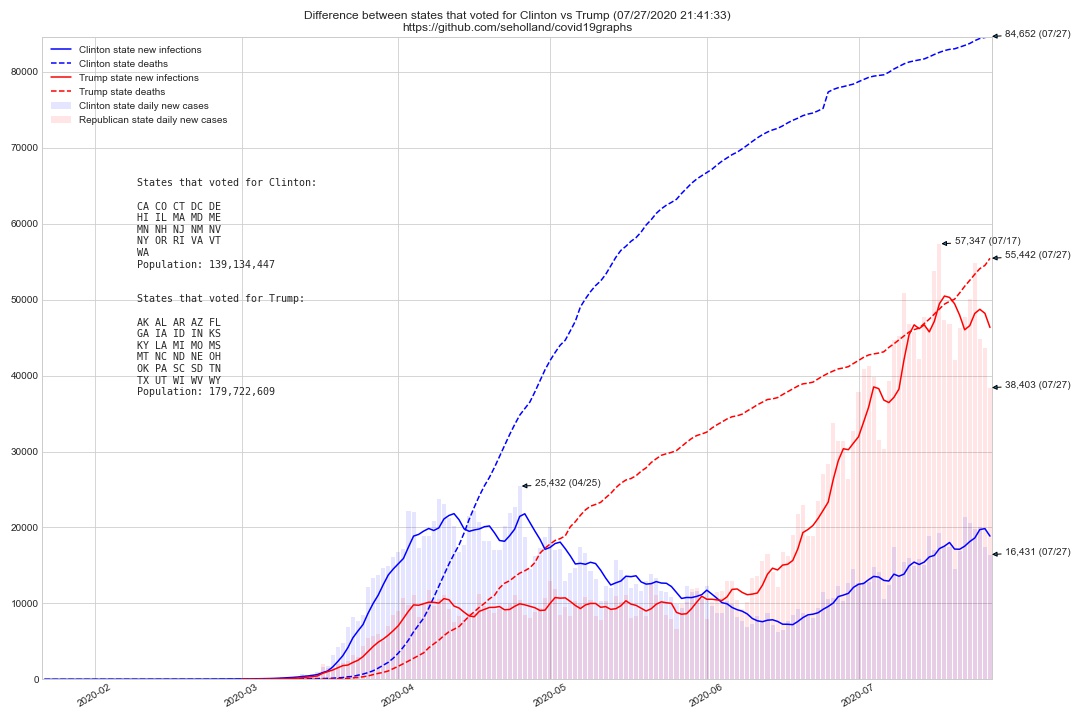 Difference between states that voted for Clinton vs Trump (07/27/2020 21:41:33)
https://github.com/seholland/covid19graphs
Clinton state new infections
Clinton state deaths
Trump state new infections
Trump state deaths
Clinton state daily new cases
Republican state daily new cases
84,652 (07/27)
80000
70000
60000
50000
40000
30000
20000
10000
0
States that voted for Clinton:
CA CO CT DC DE
HI IL MA MD ME
MN NH NJ NM NV
NY OR RI VA VT
WA
Population: 139,134,447
States that voted for Trump:
AK AL AR AZ FL
GA IA ID IN KS
KY LA MI MO MS
MT NC ND NE OH
OK PA SC SD TN
TX UT WI WV WY
Population: 179,722,609
57,347 (07/17)
55,442 (07/27)
38,403 (07/27)
25,432 (04/25)
16,431 (07/27)
2020-02
2020-03
2020-04
2020-05
2020-06
2020-07